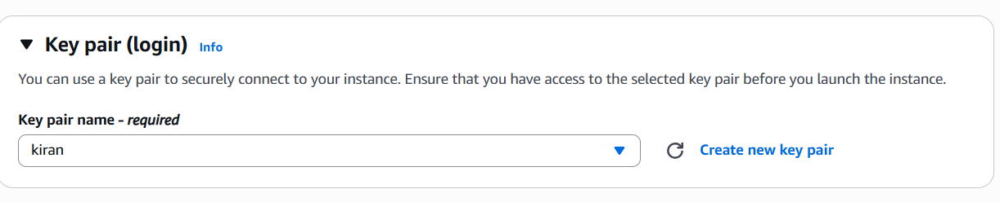 Key pair (login) Info
You can use a key pair to securely connect to your instance. Ensure that you have access to the selected key pair before you launch the instance.
Key pair name - required
kiran
Create new key pair